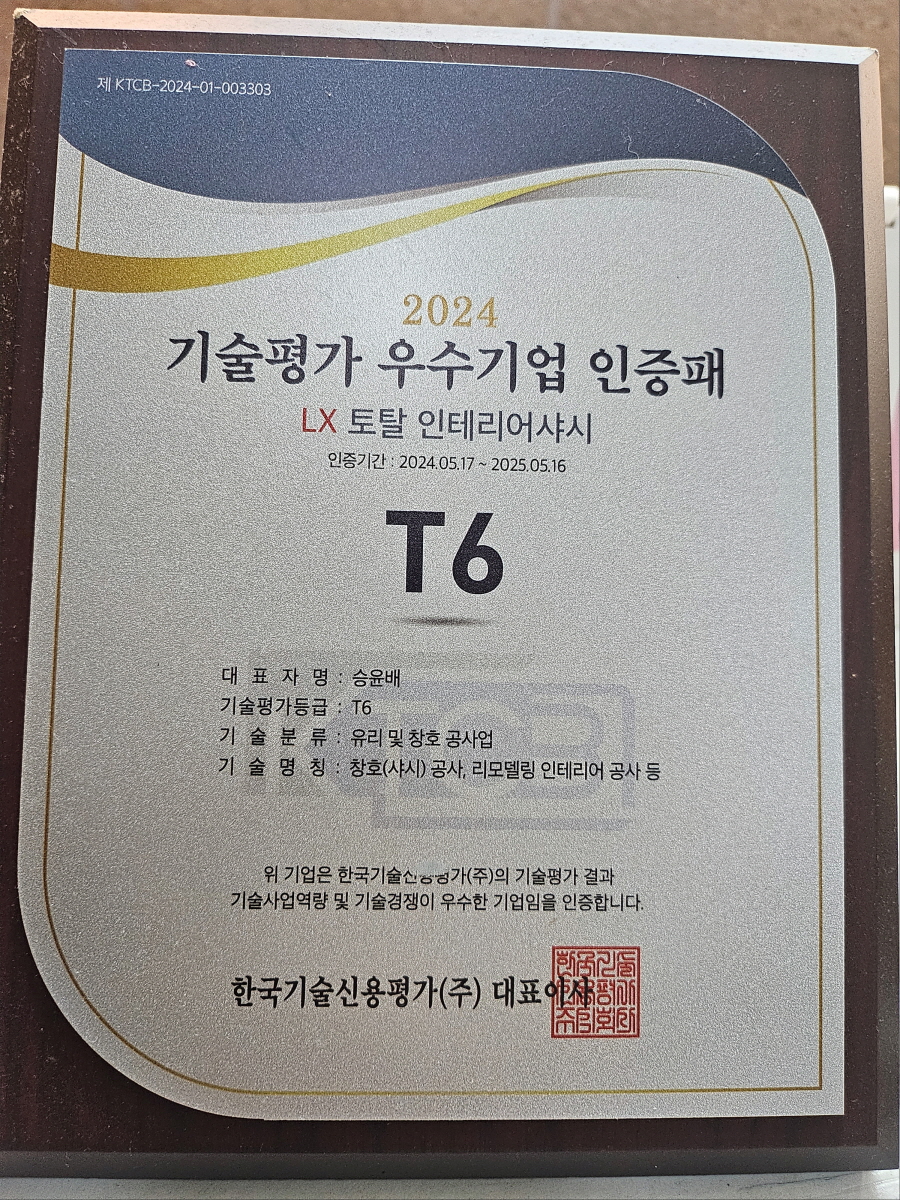 제 KTCB-2024-01-003303
2024
기술평가 우수기업 인증패
LX 토탈 인테리어샤시
인증기간 : 2024.05.17 ~ 2025.05.16
T6
대 표 자 명 : 승윤배
기술평가등급 : T6
기 술 분 류 : 유리 및 창호 공사업
기 술 명 칭 : 창호(샤시) 공사, 리모델링 인테리어 공사 등
위 기업은 한국기술신용평가(주)의 기술평가 결과
기술사업역량 및 기술경쟁이 우수한 기업임을 인증합니다.
한국기술신용평가(주) 대표이사